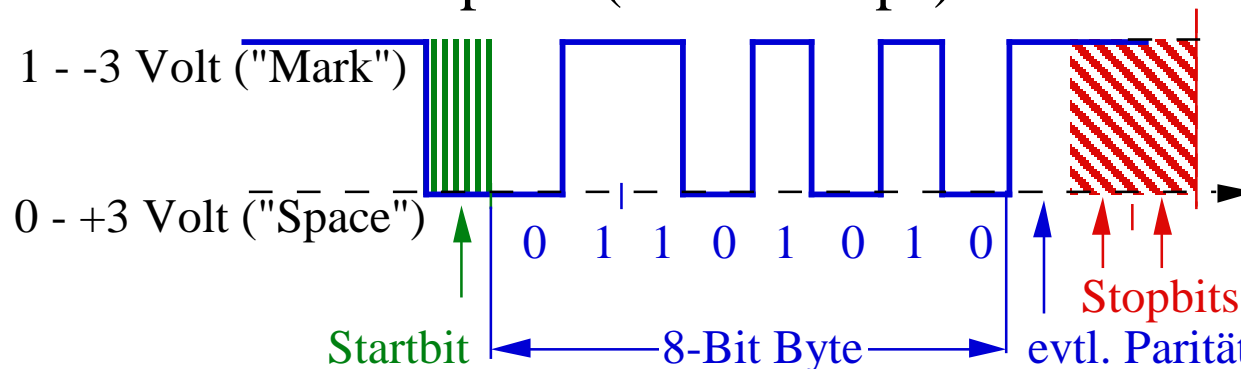 1 - -3 Volt ("Mark")
0 - +3 Volt ("Space")
0 1 1 0 1 0 1 0
Stopbits
Startbit
8-Bit Byte
evtl. Parität